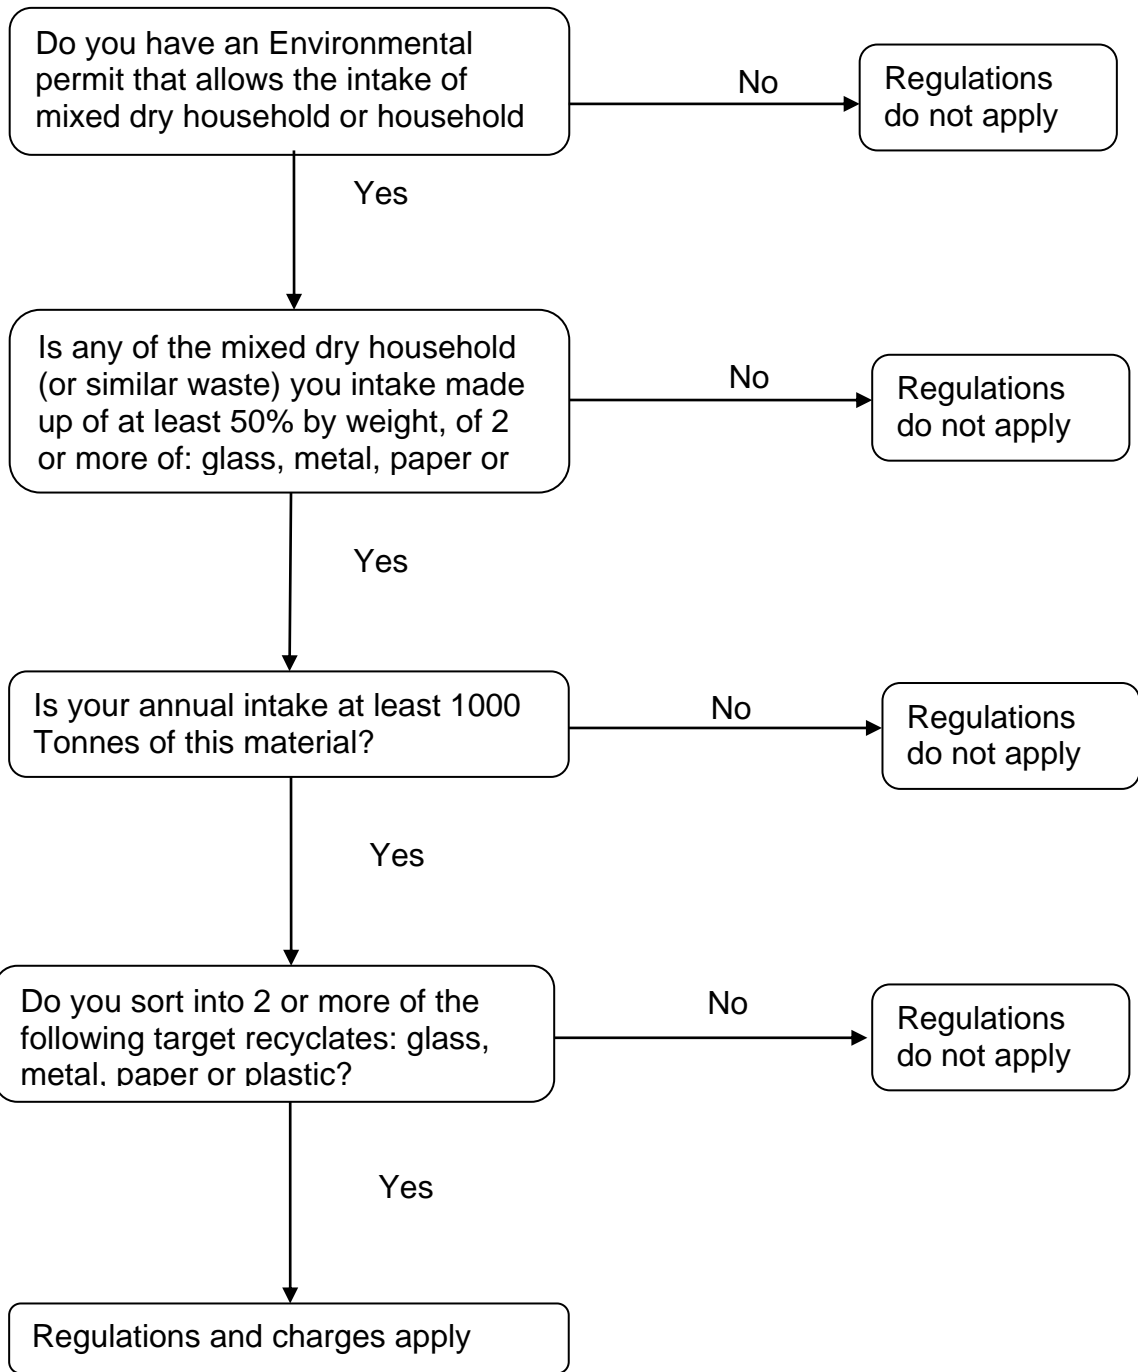 Do you have an Environmental
permit that allows the intake of
mixed dry household or household
No
Regulations
do not apply
Yes
Is any of the mixed dry household
(or similar waste) you intake made
up of at least 50% by weight, of 2
or more of: glass, metal, paper or
No
Regulations
do not apply
Yes
Is your annual intake at least 1000
Tonnes of this material?
No
Regulations
do not apply
Yes
Do you sort into 2 or more of the
following target recyclates: glass,
metal, paper or plastic?
No
Regulations
do not apply
Yes
Regulations and charges apply